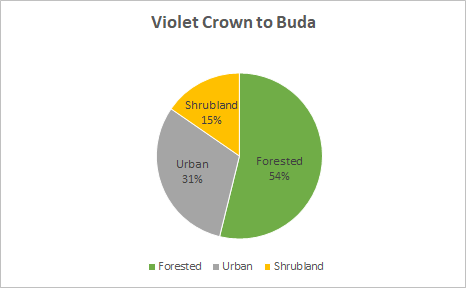 Violet Crown to Buda
Shrubland
15%
Forested
54%
Urban
31%
Forested Urban Shrubland